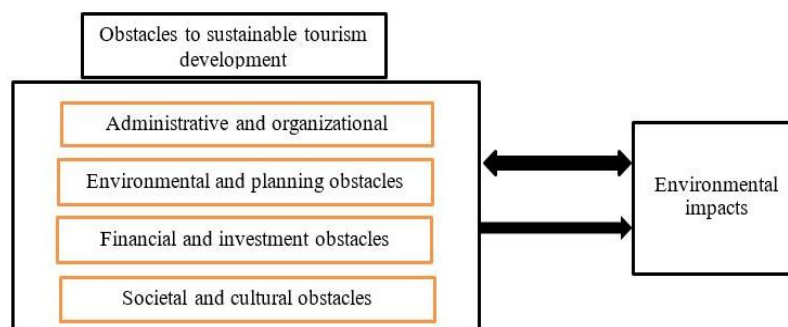 Obstacles to sustainable tourism
development
Administrative and organizational
Environmental and planning obstacles
Financial and investment obstacles
Societal and cultural obstacles
Environmental
impacts